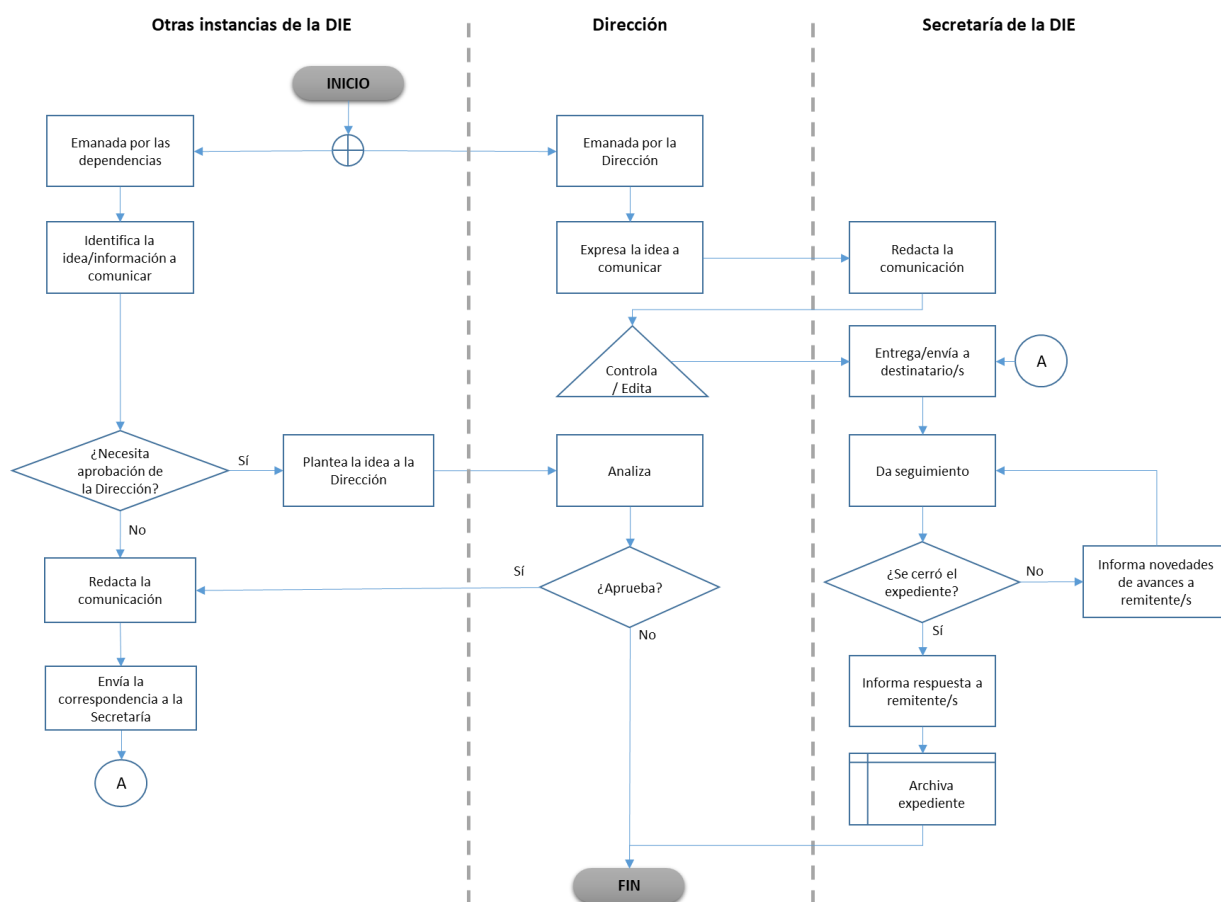 Otras instancias de la DIE
Dirección
Secretaría de la DIE
INICIO
Emanada por las
dependencias
Emanada por la
Dirección
Identifica la
idea/información a
comunicar
Expresa la idea a
comunicar
Redacta la
comunicación
Controla
/ Edita
Entrega/envía a
destinatario/s
A
¿Necesita
aprobación de
la Dirección?
Sí
Plantea la idea a la
Dirección
Analiza
Da seguimiento
No
Redacta la
comunicación
Sí
¿Aprueba?
¿Se cerró el
expediente?
No
Informa novedades
de avances a
remitente/s
No
Sí
Envía la
correspondencia a la
Secretaría
Informa respuesta a
remitente/s
A
Archiva
expediente
FIN